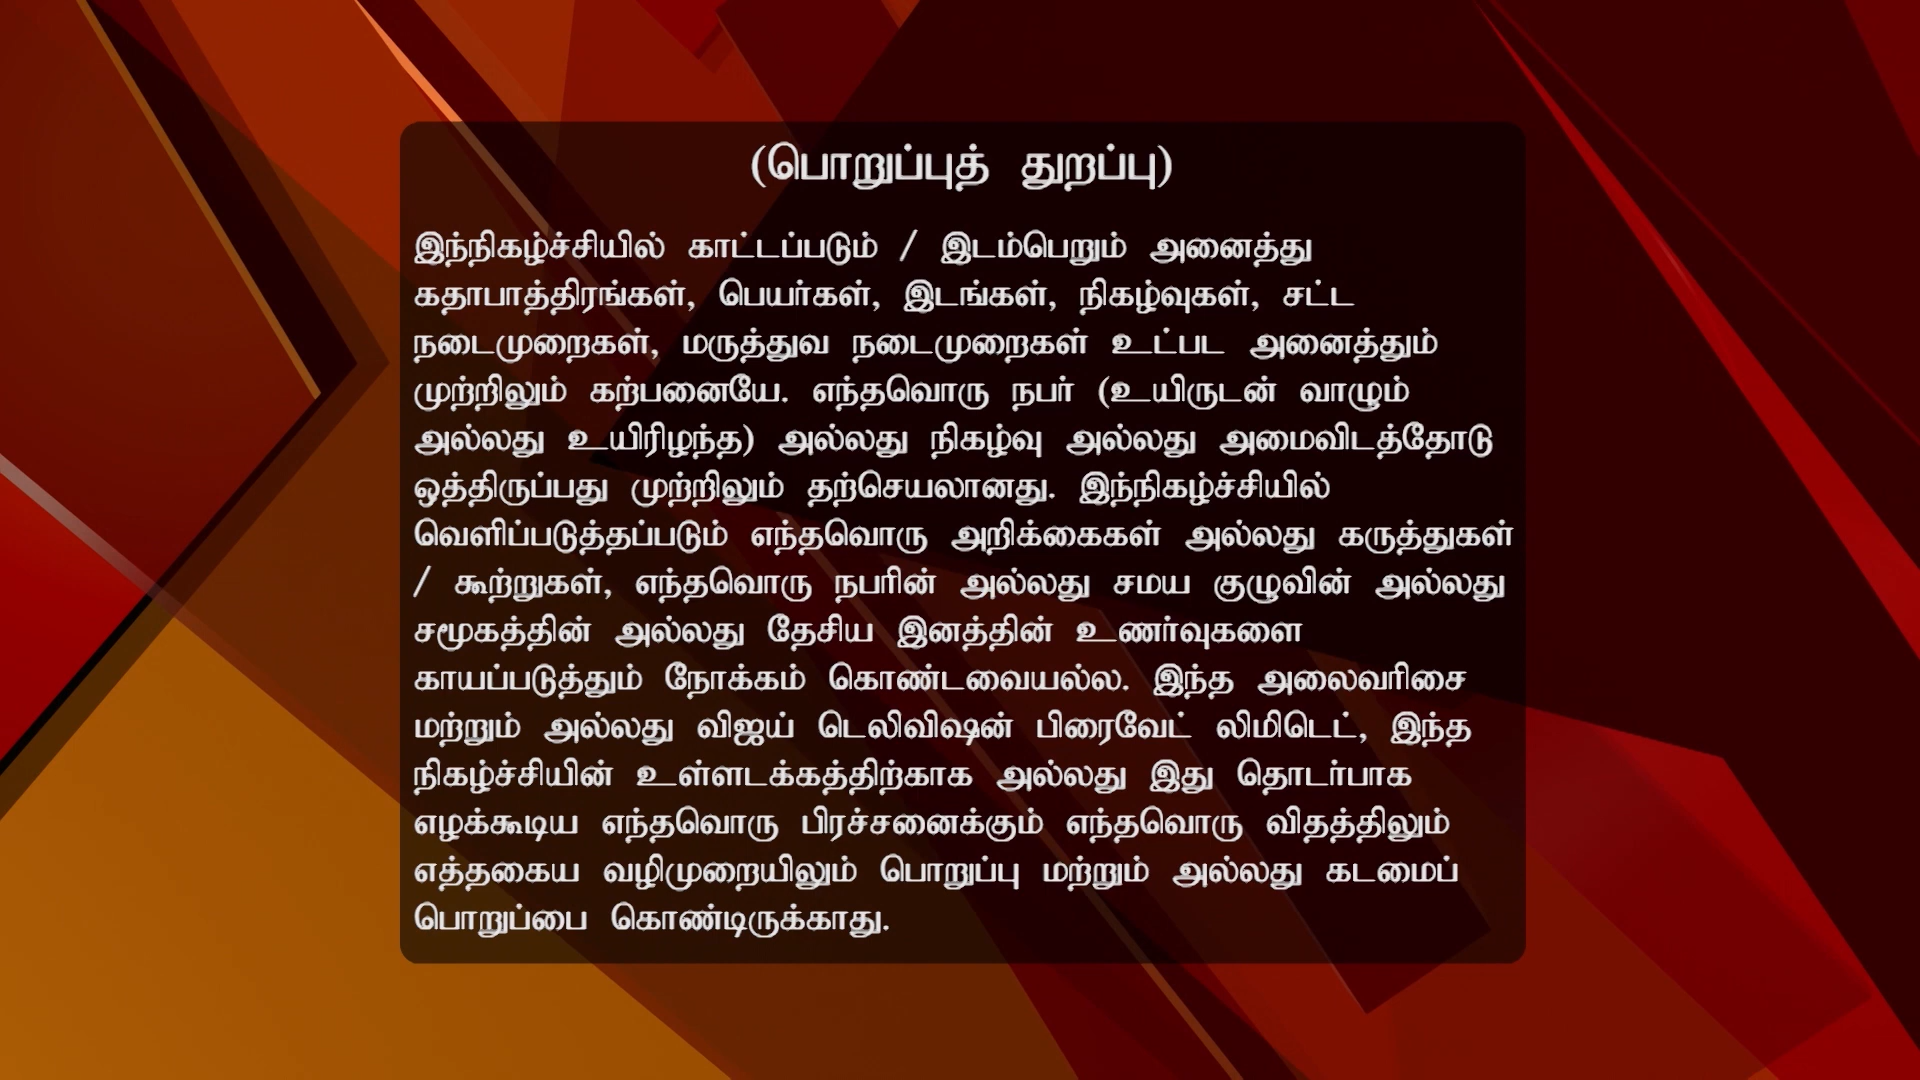 (பொறுப்புத் துறப்பு)
இந்நிகழ்ச்சியில் காட்டப்படும் / இடம்பெறும் அனைத்து
கதாபாத்திரங்கள், பெயர்கள், இடங்கள், நிகழ்வுகள், சட்ட
நடைமுறைகள், மருத்துவ நடைமுறைகள் உட்பட அனைத்தும்
முற்றிலும் கற்பனையே. எந்தவொரு நபர் (உயிருடன் வாழும்
அல்லது உயிரிழந்த) அல்லது நிகழ்வு அல்லது அமைவிடத்தோடு
ஒத்திருப்பது முற்றிலும் தற்செயலானது. இந்நிகழ்ச்சியில்
வெளிப்படுத்தப்படும் எந்தவொரு அறிக்கைகள் அல்லது கருத்துகள்
/ கூற்றுகள், எந்தவொரு நபரின் அல்லது சமய குழுவின் அல்லது
சமூகத்தின் அல்லது தேசிய இனத்தின் உணர்வுகளை
காயப்படுத்தும் நோக்கம் கொண்டவையல்ல. இந்த அலைவரிசை
மற்றும் அல்லது விஜய் டெலிவிஷன் பிரைவேட் லிமிடெட், இந்த
நிகழ்ச்சியின் உள்ளடக்கத்திற்காக அல்லது இது தொடர்பாக
எழக்கூடிய எந்தவொரு பிரச்சனைக்கும் எந்தவொரு விதத்திலும்
எத்தகைய வழிமுறையிலும் பொறுப்பு மற்றும் அல்லது கடமைப்
பொறுப்பை கொண்டிருக்காது.